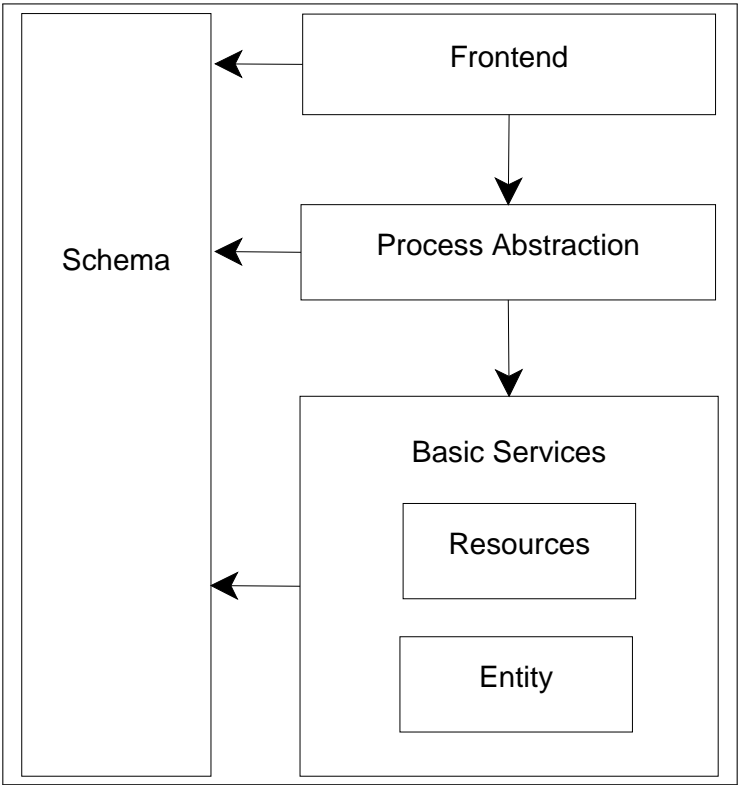 Frontend
Process Abstraction
Schema
Basic Services
Resources
Entity